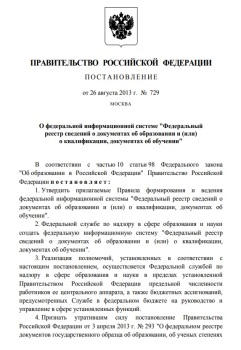 ПРАВИТЕЛЬСТВО РОССИЙСКОЙ ФЕДЕРАЦИИ
ПОСТАНОВЛЕНИЕ
от 26 августа 2013 г. № 729
МОСКВА
О федеральной информационной системе "Федеральный
реестр сведений о документах об образовании и (или)
о квалификации, документах об обучении"
В соответствии с частью 10 статьи 98 Федерального закона
"Об образовании в Российской Федерации" Правительство Российской
Федерации постановляет:
1. Утвердить прилагаемые Правила формирования и ведения
федеральной информационной системы "Федеральный реестр сведений о
документах об образовании и (или) о квалификации, документах об
обучении".
2. Федеральной службе по надзору в сфере образования и науки
создать федеральную информационную систему "Федеральный реестр
сведений о документах об образовании и (или) о квалификации,
документах об обучении".
3. Реализация полномочий, установленных в соответствии с
настоящим постановлением, осуществляется Федеральной службой по
надзору в сфере образования и науки в пределах установленной
Правительством Российской Федерации предельной численности
работников ее центрального аппарата, а также бюджетных ассигнований,
предусмотренных Службе в федеральном бюджете на руководство и
управление в сфере установленных функций.
4. Признать утратившими силу постановление Правительства
Российской Федерации от 3 апреля 2013 г. № 293 "О федеральном реестре
документов государственного образца об образовании, об ученых степенях